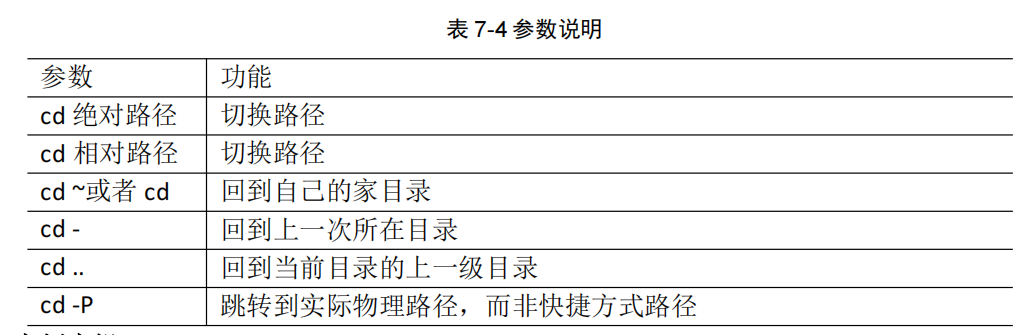 表 7-4 参数说明
参数 功能
cd 绝对路径 切换路径
cd 相对路径 切换路径
cd ~或者 cd 回到自己的家目录
cd - 回到上一次所在目录
cd .. 回到当前目录的上一级目录
cd -P 跳转到实际物理路径，而非快捷方式路径